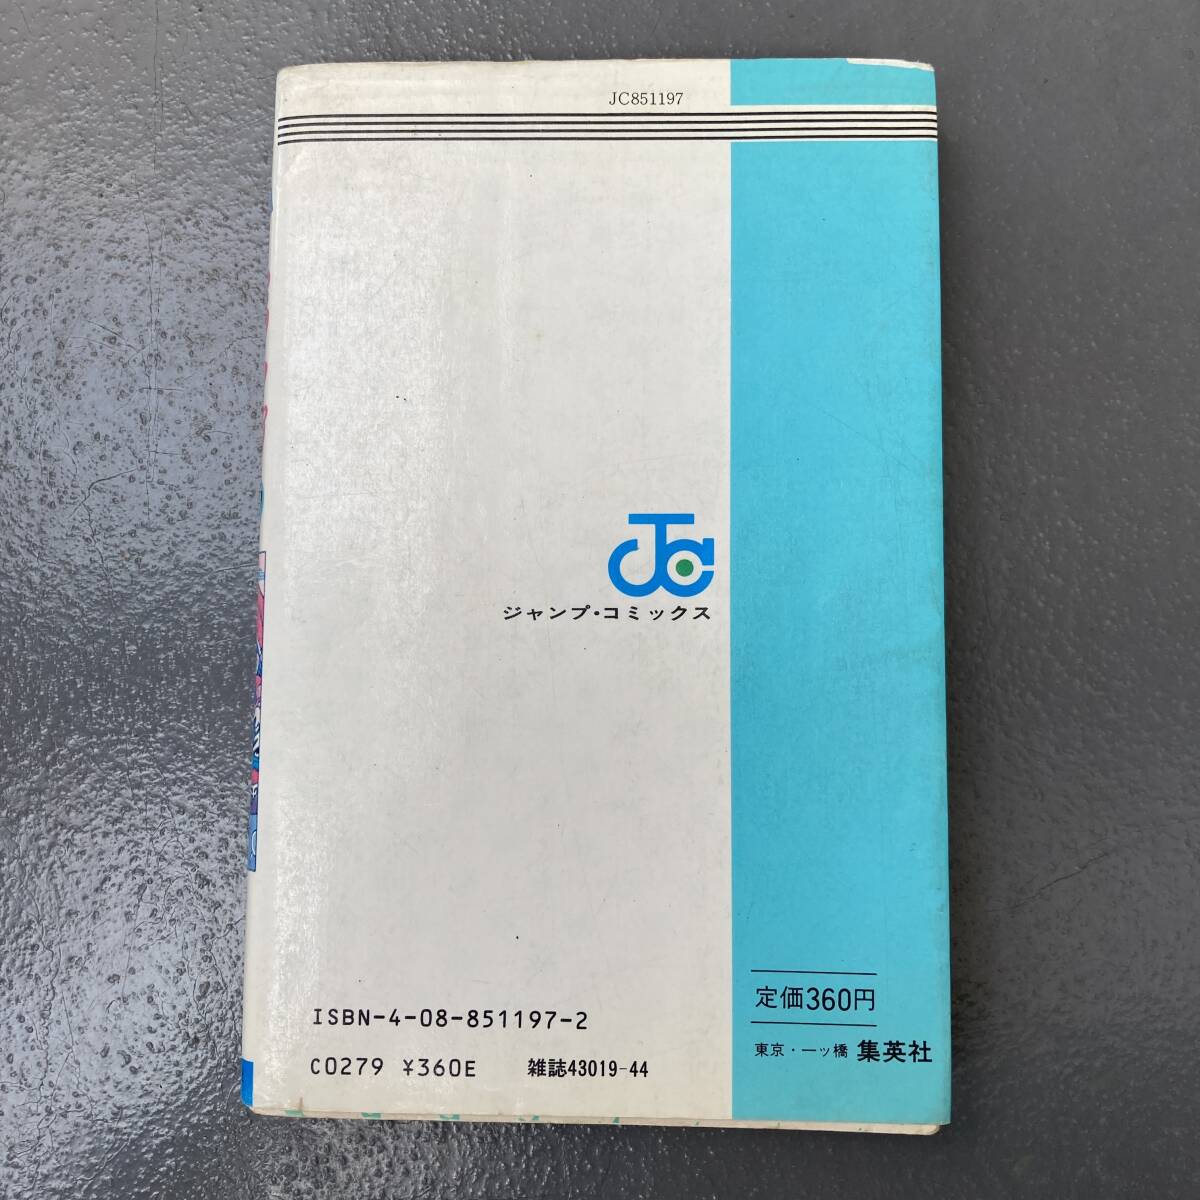 JC851197
JC
ジャンプ・コミックス
定価360円
東京・一ッ橋 集英社
ISBN-4-08-851197-2
C0279 ¥360E 雑誌43019-44